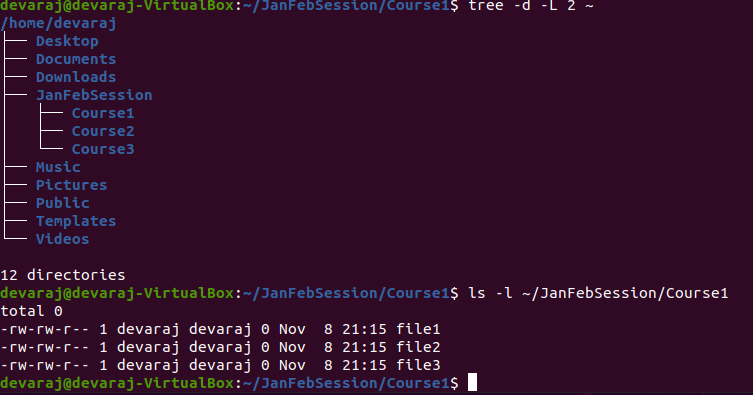 devaraj@devaraj-VirtualBox:~/JanFebSession/Course1$ tree -d -L 2 ~
/home/devaraj
├── Desktop
├── Documents
├── Downloads
├── JanFebSession
│   ├── Course1
│   ├── Course2
│   └── Course3
├── Music
├── Pictures
├── Public
├── Templates
└── Videos

12 directories
devaraj@devaraj-VirtualBox:~/JanFebSession/Course1$ ls -l ~/JanFebSession/Course1
total 0
-rw-rw-r-- 1 devaraj devaraj 0 Nov  8 21:15 file1
-rw-rw-r-- 1 devaraj devaraj 0 Nov  8 21:15 file2
-rw-rw-r-- 1 devaraj devaraj 0 Nov  8 21:15 file3
devaraj@devaraj-VirtualBox:~/JanFebSession/Course1$